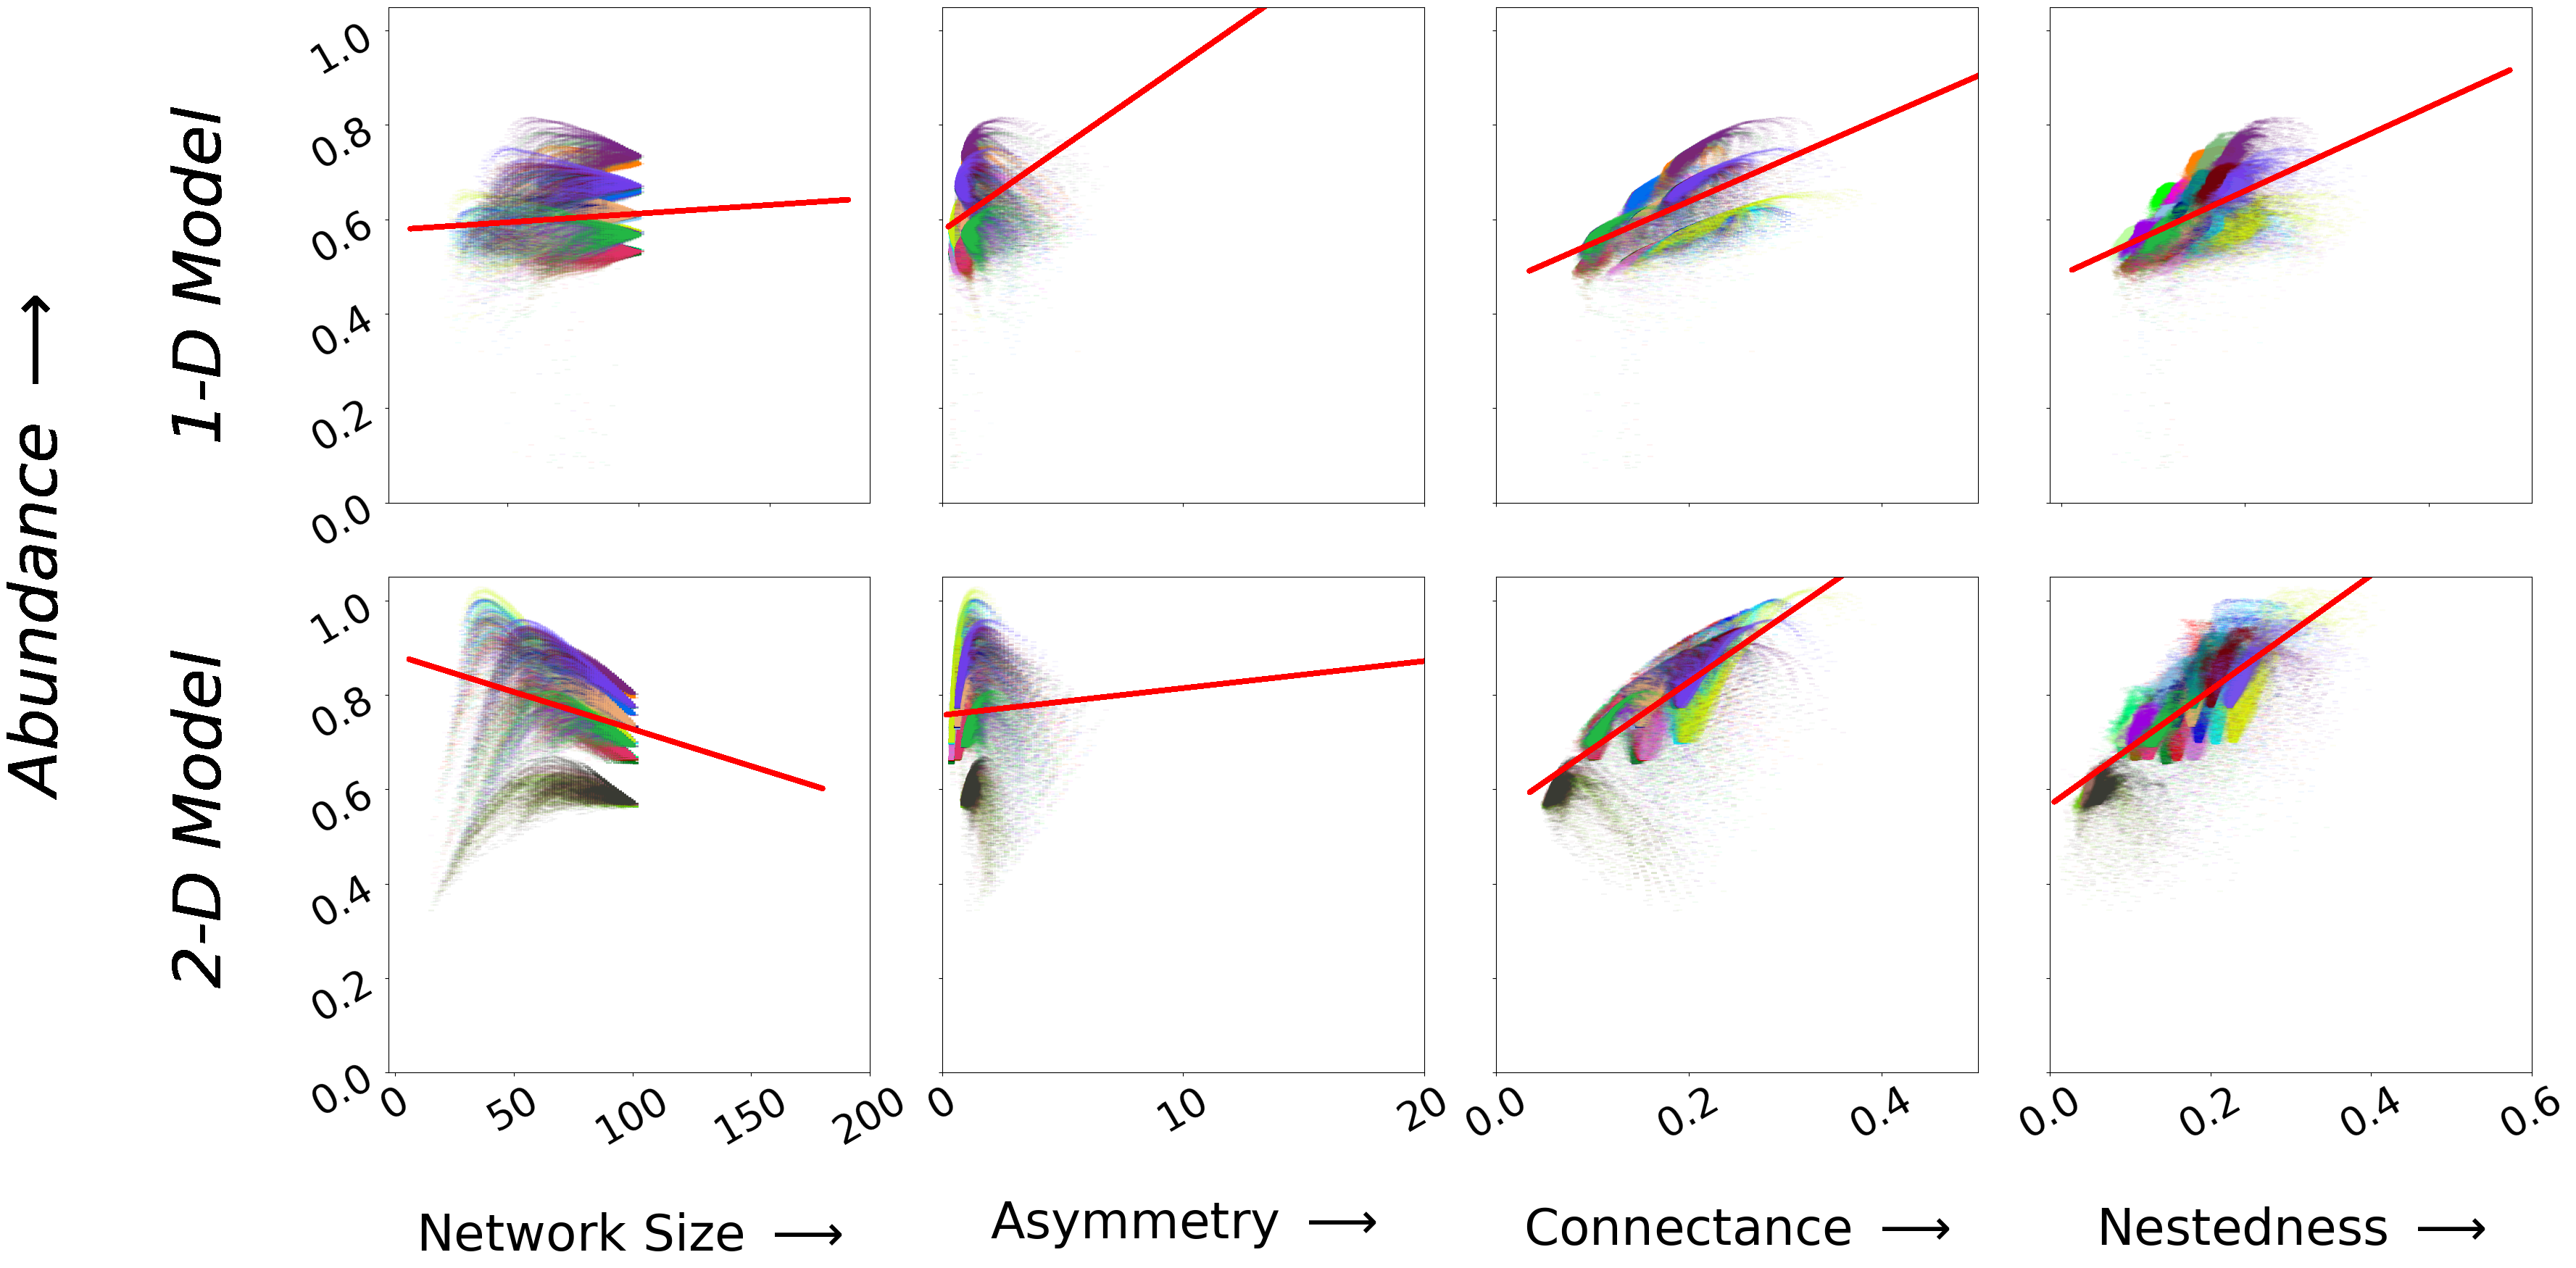 Abundance ⟶
1-D Model
1.0
0.8
0.6
0.4
0.2
0.0
2-D Model
1.0
0.8
0.6
0.4
0.2
0.0
0 50 100 150 200
0 10 20
0.0 0.2 0.4
0.0 0.2 0.4 0.6
Network Size ⟶
Asymmetry ⟶
Connectance ⟶
Nestedness ⟶